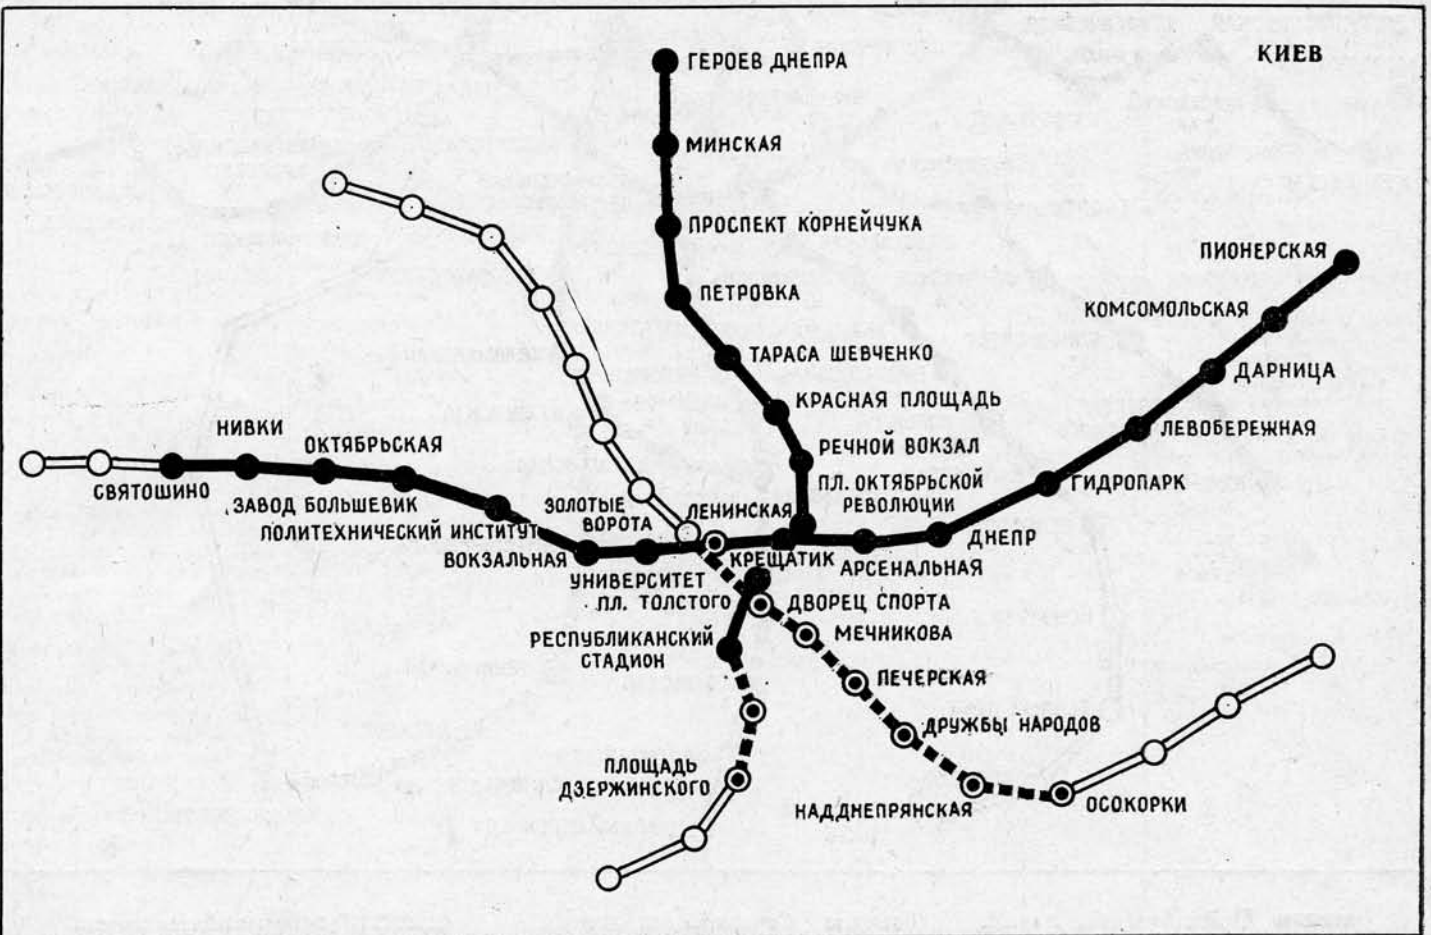 КИЕВ
ГЕРОЕВ ДНЕПРА
МИНСКАЯ
ПРОСПЕКТ КОРНЕЙЧУКА
ПЕТРОВКА
ТАРАСА ШЕВЧЕНКО
КРАСНАЯ ПЛОЩАДЬ
РЕЧНОЙ ВОКЗАЛ
ПЛ. ОКТЯБРЬСКОЙ
РЕВОЛЮЦИИ
ПИОНЕРСКАЯ
КОМСОМОЛЬСКАЯ
ДАРНИЦА
ЛЕВОБЕРЕЖНАЯ
ГИДРОПАРК
ДНЕПР
АРСЕНАЛЬНАЯ
КРЕЩАТИК
ЛЕНИНСКАЯ
ЗОЛОТЫЕ
ВОРОТА
УНИВЕРСИТЕТ
ВОКЗАЛЬНАЯ
ПОЛИТЕХНИЧЕСКИЙ ИНСТИТУТ
ЗАВОД БОЛЬШЕВИК
ОКТЯБРЬСКАЯ
НИВКИ
СВЯТОШИНО
ПЛ. ТОЛСТОГО
РЕСПУБЛИКАНСКИЙ
СТАДИОН
ПЛОЩАДЬ
ДЗЕРЖИНСКОГО
ДВОРЕЦ СПОРТА
МЕЧНИКОВА
ПЕЧЕРСКАЯ
ДРУЖБЫ НАРОДОВ
НАДДНЕПРЯНСКАЯ
ОСОКОРКИ